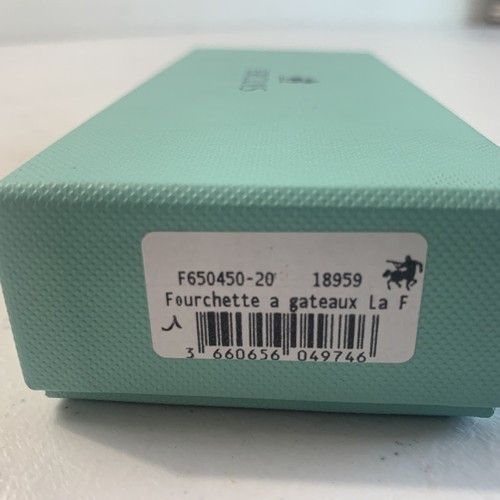 F650450-20 18959
Fourchette a gateaux La F
3 660656 049746